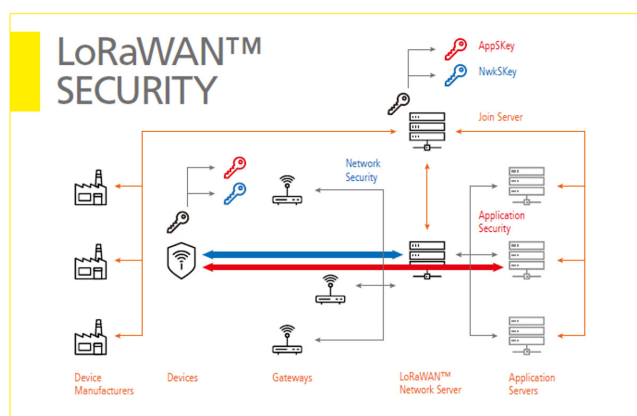 LoRaWAN™
SECURITY
AppSKey
NwkSKey
Join Server
Network
Security
Application
Security
Device
Manufacturers
Devices
Gateways
LoRaWAN™
Network Server
Application
Servers